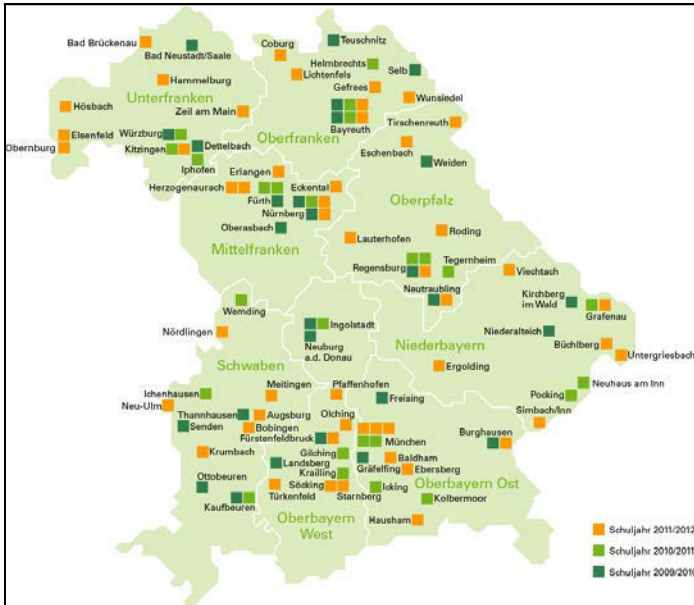 Bad Brückenau
Bad Neustadt/Saale
Coburg
Teuschnitz
Helmbrechts
Selb
Lichtenfels
Gefrees
Hammelburg
Unterfranken
Hösbach
Zeil am Main
Oberfranken
Bayreuth
Wunsiedel
Tirschenreuth
Elsenfeld
Obernburg
Würzburg
Dettelbach
Kitzingen
Iphofen
Eschenbach
Weiden
Erlangen
Herzogenaurach
Eckental
Fürth
Nürnberg
Oberasbach
Mittelfranken
Oberpfalz
Lauterhofen
Roding
Regensburg
Tegernheim
Neutraubling
Viechtach
Kirchberg
im Wald
Grafenau
Wemding
Nördlingen
Ingolstadt
Neuburg
a.d. Donau
Niederbayern
Niederalteich
Büchlberg
Untergriesbach
Schwaben
Ergolding
Ichenhausen
Neu-Ulm
Meitingen
Pfaffenhofen
Freising
Neuhaus am Inn
Pocking
Simbach/Inn
Thannhausen
Senden
Augsburg
Bobingen
Olching
Fürstenfeldbruck
München
Burghausen
Krumbach
Gilching
Landsberg
Krailling
Gräfelfing
Baldham
Ebersberg
Ottobeuren
Söcking
Türkenfeld
Starnberg
Icking
Oberbayern Ost
Kaufbeuren
Kolbermoor
Oberbayern
West
Hausham
Schuljahr 2011/2012
Schuljahr 2010/2011
Schuljahr 2009/2010